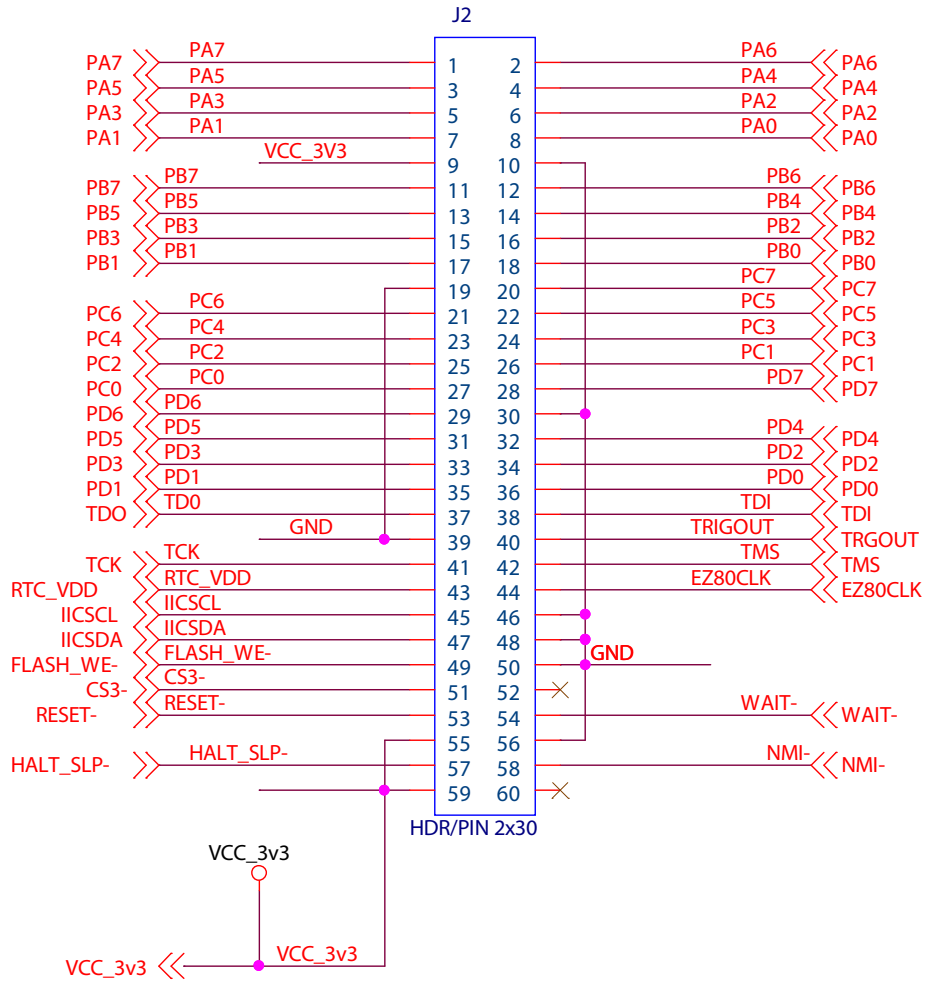 J2
PA7 PA7 1 2 PA6 PA6
PA5 PA5 3 4 PA4 PA4
PA3 PA3 5 6 PA2 PA2
PA1 PA1 7 8 PA0 PA0
VCC_3V3 9 10
PB7 PB7 11 12 PB6 PB6
PB5 PB5 13 14 PB4 PB4
PB3 PB3 15 16 PB2 PB2
PB1 PB1 17 18 PB0 PB0
19 20 PC7 PC7
PC6 PC6 21 22 PC5 PC5
PC4 PC4 23 24 PC3 PC3
PC2 PC2 25 26 PC1 PC1
PC0 PC0 27 28 PD7 PD7
PD6 PD6 29 30
PD5 PD5 31 32 PD4 PD4
PD3 PD3 33 34 PD2 PD2
PD1 PD1 35 36 PD0 PD0
TDO TD0 37 38 TDI TDI
GND 39 40 TRIGOUT TRGOUT
TCK TCK 41 42 TMS TMS
RTC_VDD RTC_VDD 43 44 EZ80CLK EZ80CLK
IICSCL IICSCL 45 46
IICSDA IICSDA 47 48
FLASH_WE- FLASH_WE- 49 50 GND
CS3- CS3- 51 52
RESET- RESET- 53 54 WAIT- WAIT-
55 56
HALT_SLP- HALT_SLP- 57 58 NMI- NMI-
59 60
HDR/PIN 2x30
VCC_3v3
VCC_3v3 VCC_3v3